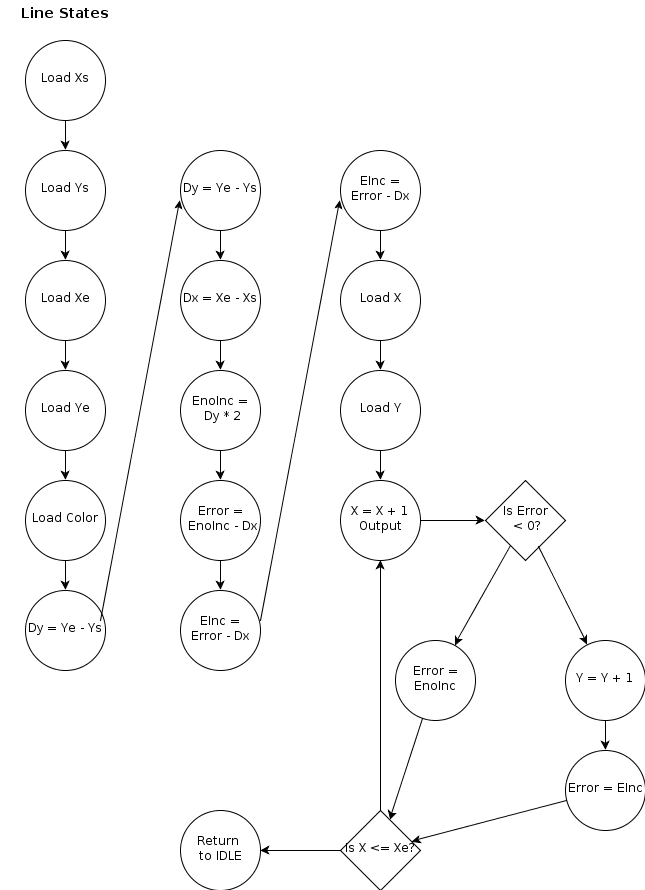 Line States
Load Xs
Load Ys
Load Xe
Load Ye
Load Color
Dy = Ye - Ys
Dy = Ye - Ys
Dx = Xe - Xs
EnoInc =
Dy * 2
Error =
EnoInc - Dx
EInc =
Error - Dx
EInc =
Error - Dx
Load X
Load Y
X = X + 1
Output
Is Error
< 0?
Error =
EnoInc
Y = Y + 1
Error = EInc
Is X <= Xe?
Return
to IDLE